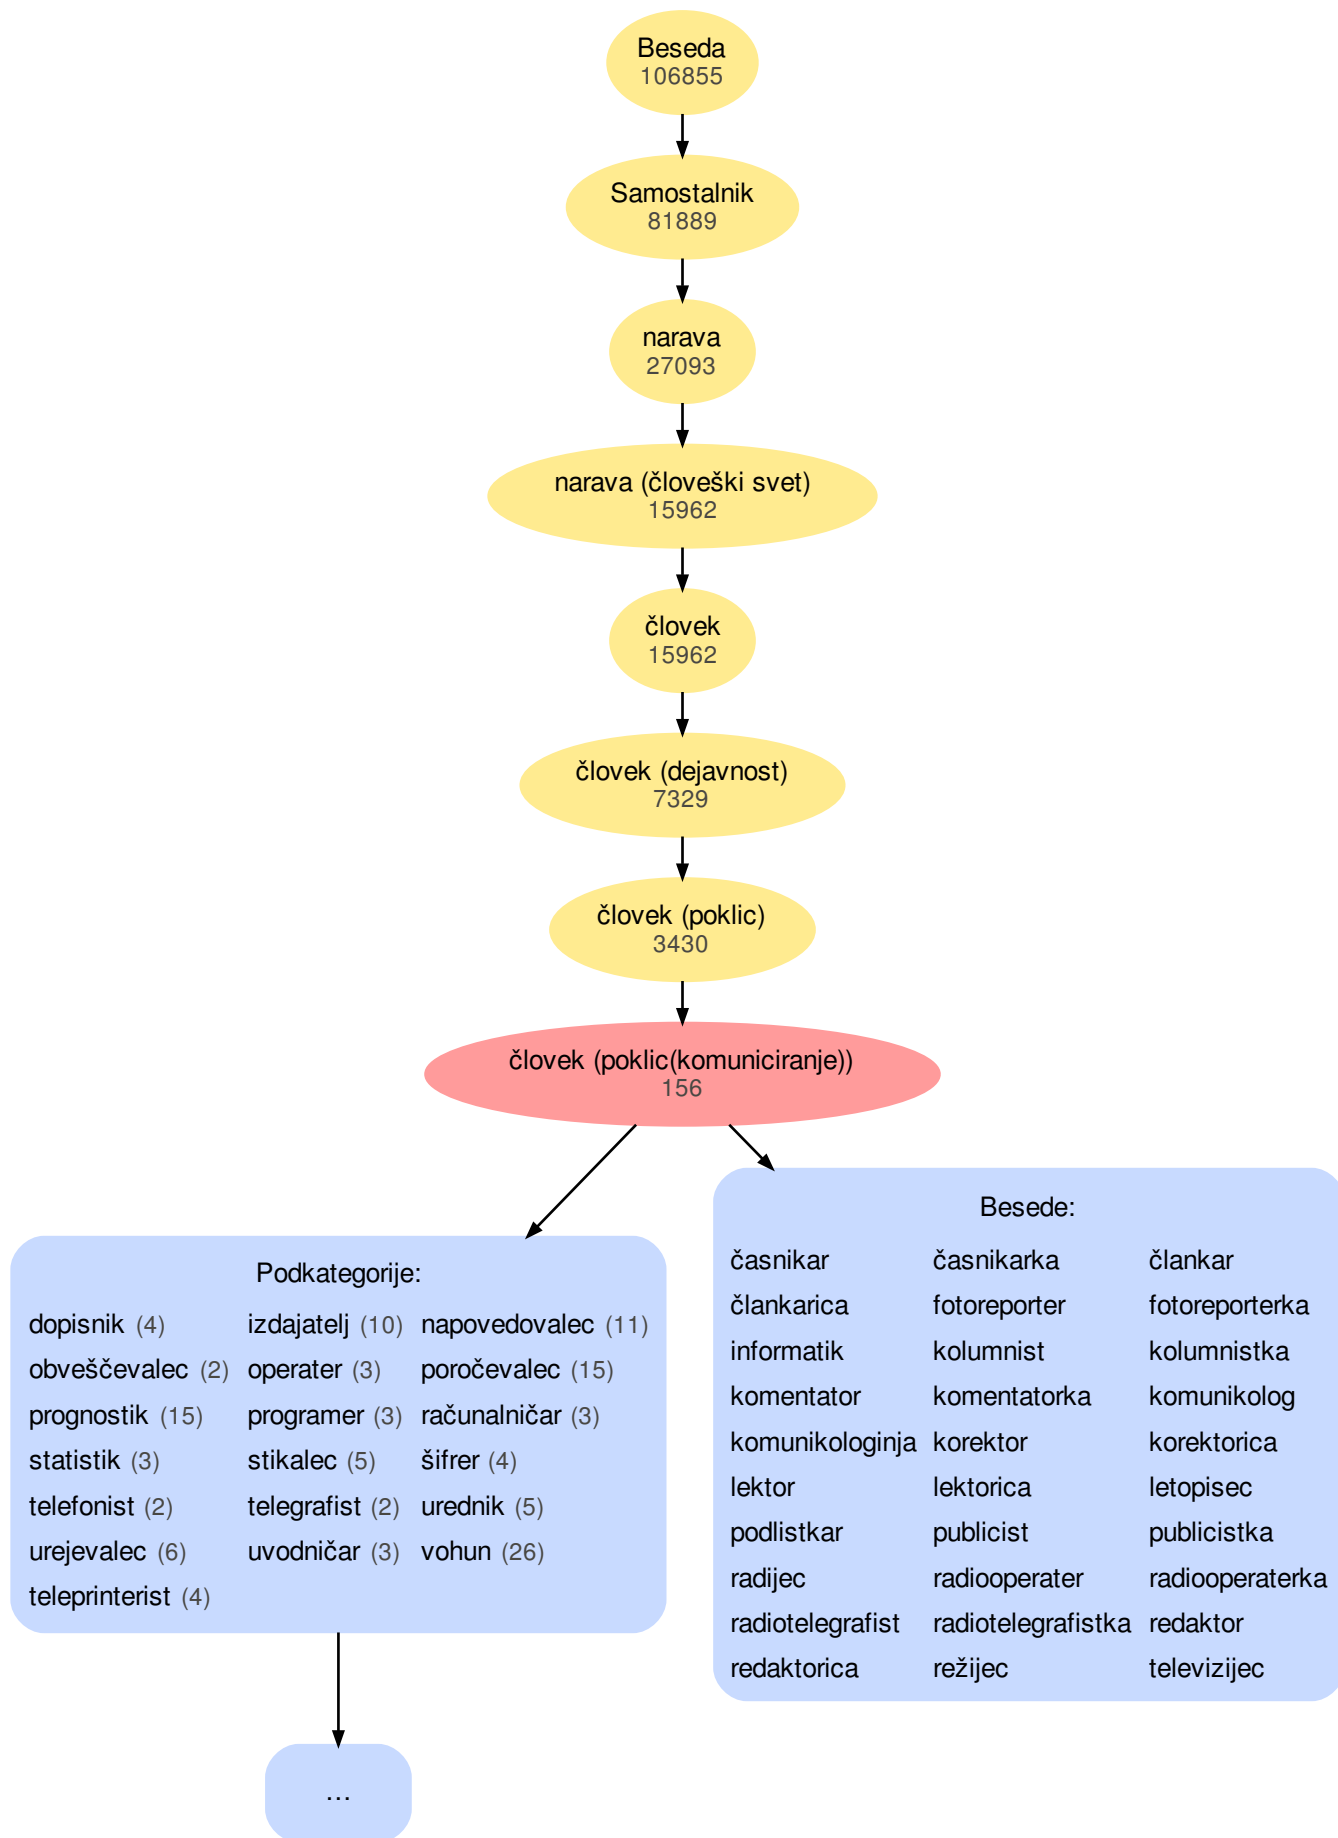 Beseda
106855
Samostalnik
81889
narava
27093
narava (človeški svet)
15962
človek
15962
človek (dejavnost)
7329
človek (poklic)
3430
človek (poklic(komuniciranje))
156
Podkategorije:
dopisnik (4) izdajatelj (10) napovedovalec (11)
obveščevalec (2) operater (3) poročevalec (15)
prognostik (15) programer (3) računalničar (3)
statistik (3) stikalec (5) šifrer (4)
telefonist (2) telegrafist (2) urednik (5)
urejevalec (6) uvodničar (3) vohun (26)
teleprinterist (4)
...
Besede:
časnikar časnikarka člankar
člankarica fotoreporter fotoreporterka
informatik kolumnist kolumnistka
komentator komentatorka komunikolog
komunikologinja korektor korektorica
lektor lektorica letopisec
podlistkar publicist publicistka
radijec radiooperater radiooperaterka
radiotelegrafist radiotelegrafistka redaktor
redaktorica režijec televizijec